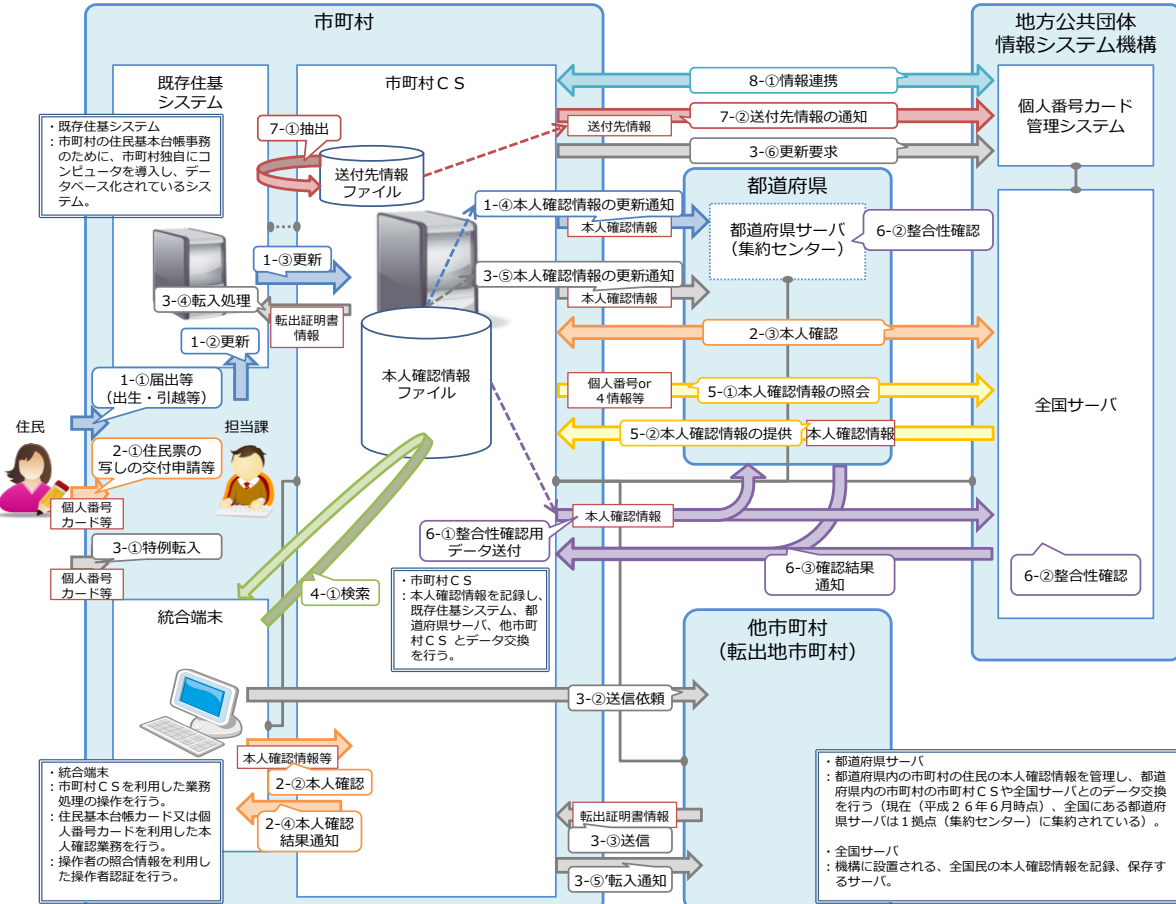 市町村
地方公共団体
情報システム機構
既存住基
システム
市町村ＣＳ
個人番号カード
管理システム
・既存住基システム
：市町村の住民基本台帳事務
のために、市町村独自にコ
ンピュータを導入し、デー
タベース化されているシス
テム。
7-①抽出
送付先情報
ファイル
8-①情報連携
送付先情報
7-②送付先情報の通知
3-⑥更新要求
都道府県
1-④本人確認情報の更新通知
本人確認情報
都道府県サーバ
（集約センター）
6-②整合性確認
1-③更新
3-⑤本人確認情報の更新通知
本人確認情報
3-④転入処理
転出証明書
情報
1-②更新
2-③本人確認
本人確認情報
ファイル
1-①届出等
（出生・引越等）
個人番号or
４情報等
5-①本人確認情報の照会
全国サーバ
住民
担当課
5-②本人確認情報の提供
本人確認情報
2-①住民票の
写しの交付申請等
個人番号
カード等
6-①整合性確認用
データ送付
本人確認情報
3-①特例転入
個人番号
カード等
6-③確認結果
通知
6-②整合性確認
4-①検索
・市町村ＣＳ
：本人確認情報を記録し、
既存住基システム、都
道府県サーバ、他市町
村ＣＳ とデータ交換
を行う。
統合端末
他市町村
（転出地市町村）
3-②送信依頼
本人確認情報等
2-②本人確認
2-④本人確認
結果通知
・統合端末
：市町村ＣＳを利用した業務
処理の操作を行う。
：住民基本台帳カード又は個
人番号カードを利用した本
人確認業務を行う。
：操作者の照合情報を利用し
た操作者認証を行う。
転出証明書情報
3-③送信
3-⑤’転入通知
・都道府県サーバ
：都道府県内の市町村の住民の本人確認情報を管理し、都道
府県内の市町村の市町村ＣＳや全国サーバとのデータ交換
を行う（現在（平成２６年６月時点）、全国にある都道府
県サーバは１拠点（集約センター）に集約されている）。
・全国サーバ
：機構に設置される、全国民の本人確認情報を記録、保存す
るサーバ。